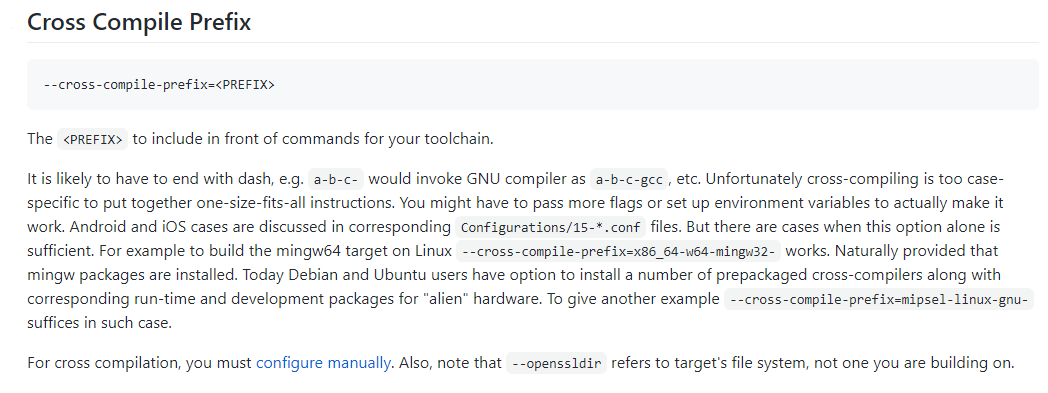 Cross Compile Prefix
--cross-compile-prefix=<PREFIX>
The <PREFIX> to include in front of commands for your toolchain.
It is likely to have to end with dash, e.g. a-b-c- would invoke GNU compiler as a-b-c-gcc, etc. Unfortunately cross-compiling is too case-
specific to put together one-size-fits-all instructions. You might have to pass more flags or set up environment variables to actually make it
work. Android and iOS cases are discussed in corresponding Configurations/15-*.conf files. But there are cases when this option alone is
sufficient. For example to build the mingw64 target on Linux --cross-compile-prefix=x86_64-w64-mingw32- works. Naturally provided that
mingw packages are installed. Today Debian and Ubuntu users have option to install a number of prepackaged cross-compilers along with
corresponding run-time and development packages for "alien" hardware. To give another example --cross-compile-prefix=mipsel-linux-gnu-
suffices in such case.
For cross compilation, you must configure manually. Also, note that --openssldir refers to target's file system, not one you are building on.